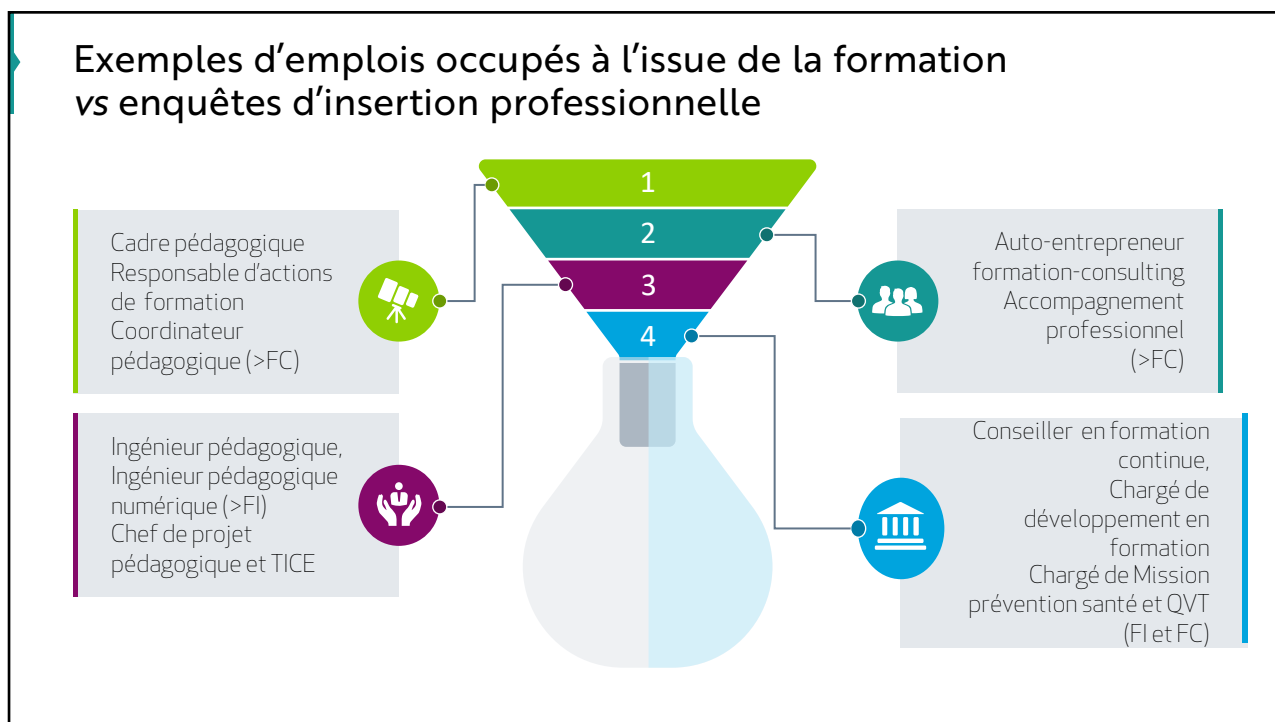 Exemples d'emplois occupés à l'issue de la formation
vs enquêtes d'insertion professionnelle
1
2
3
4
Cadre pédagogique
Responsable d'actions
de formation
Coordinateur
pédagogique (>FC)
Auto-entrepreneur
formation-consulting
Accompagnement
professionnel
(>FC)
Ingénieur pédagogique,
Ingénieur pédagogique
numérique (>FI)
Chef de projet
pédagogique et TICE
Conseiller en formation
continue,
Chargé de
développement en
formation
Chargé de Mission
prévention santé et QVT
(FI et FC)